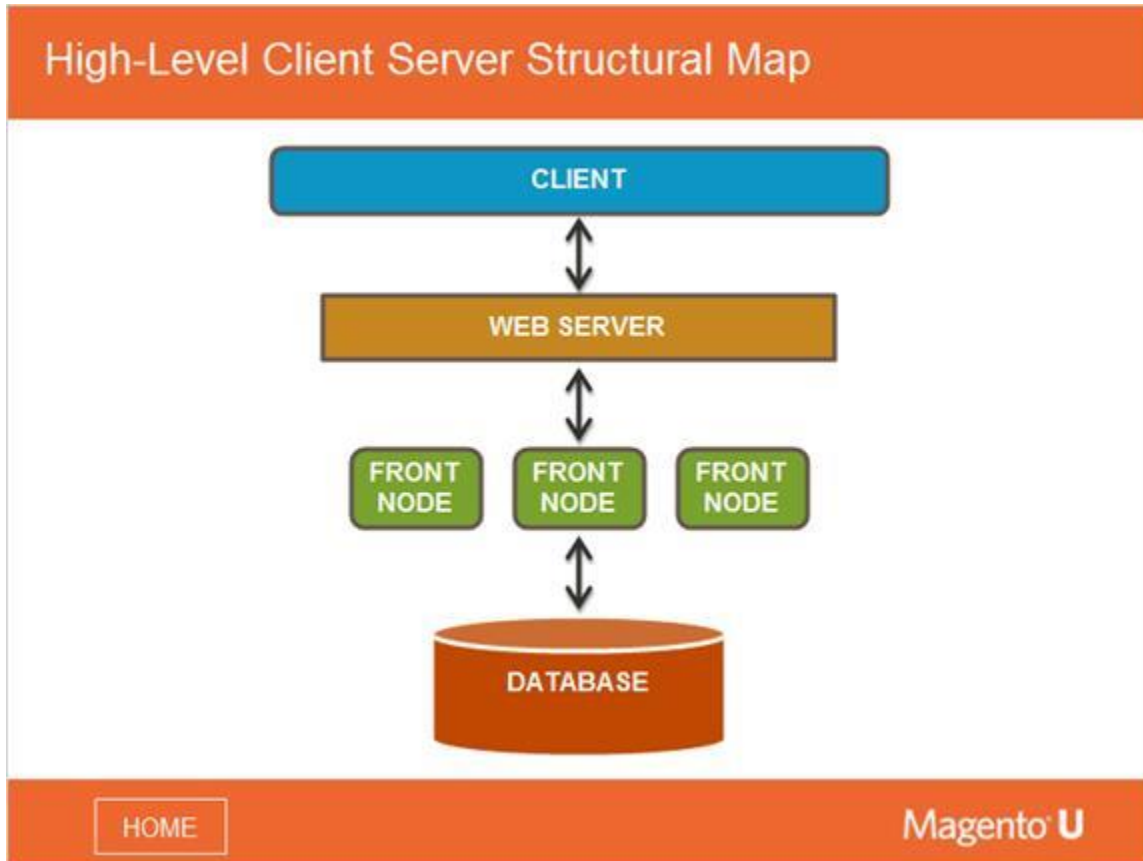 High-Level Client Server Structural Map
CLIENT
WEB SERVER
FRONT
NODE
FRONT
NODE
FRONT
NODE
DATABASE
HOME
Magento U